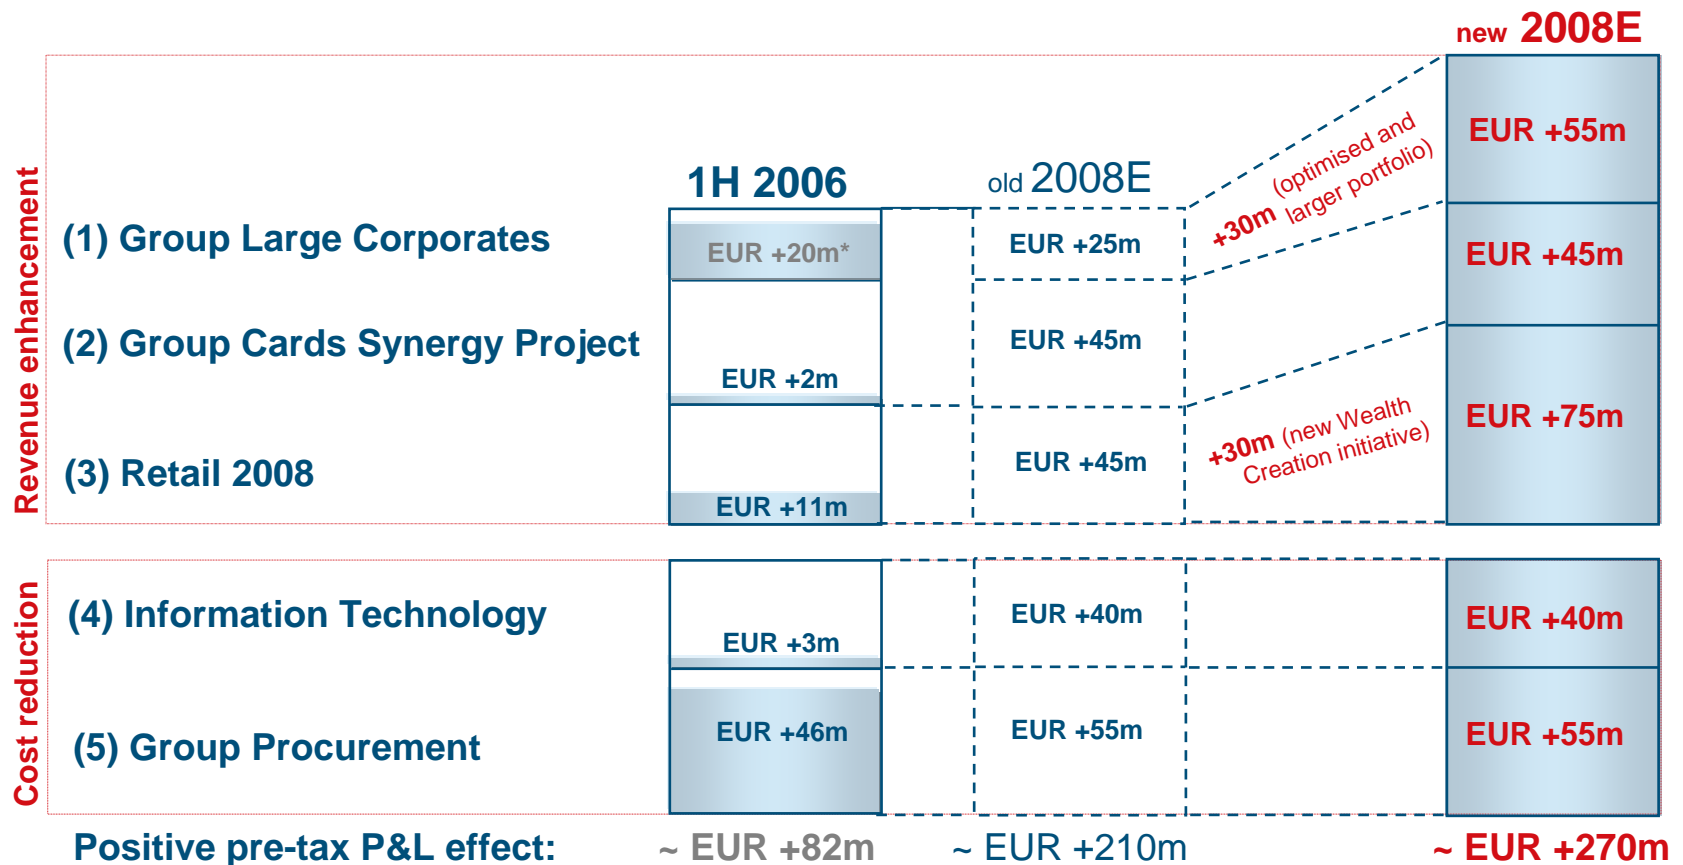 new 2008E
1H 2006
old 2008E
Revenue enhancement
(1) Group Large Corporates
EUR +20m*
EUR +25m
+30m (optimised and
larger portfolio)
EUR +55m
(2) Group Cards Synergy Project
EUR +2m
EUR +45m
EUR +45m
(3) Retail 2008
EUR +11m
EUR +45m
+30m (new Wealth
Creation initiative)
EUR +75m
Cost reduction
(4) Information Technology
EUR +3m
EUR +40m
EUR +40m
(5) Group Procurement
EUR +46m
EUR +55m
EUR +55m
Positive pre-tax P&L effect:
~ EUR +82m
~ EUR +210m
~ EUR +270m